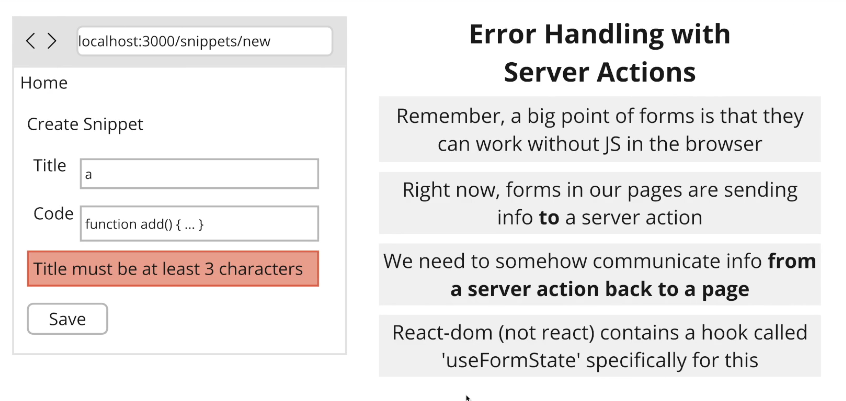 localhost:3000/snippets/new
Home
Create Snippet
Title
a
Code
function add() { ... }
Title must be at least 3 characters
Save
Error Handling with
Server Actions
Remember, a big point of forms is that they
can work without JS in the browser
Right now, forms in our pages are sending
info to a server action
We need to somehow communicate info from
a server action back to a page
React-dom (not react) contains a hook called
'useFormState' specifically for this